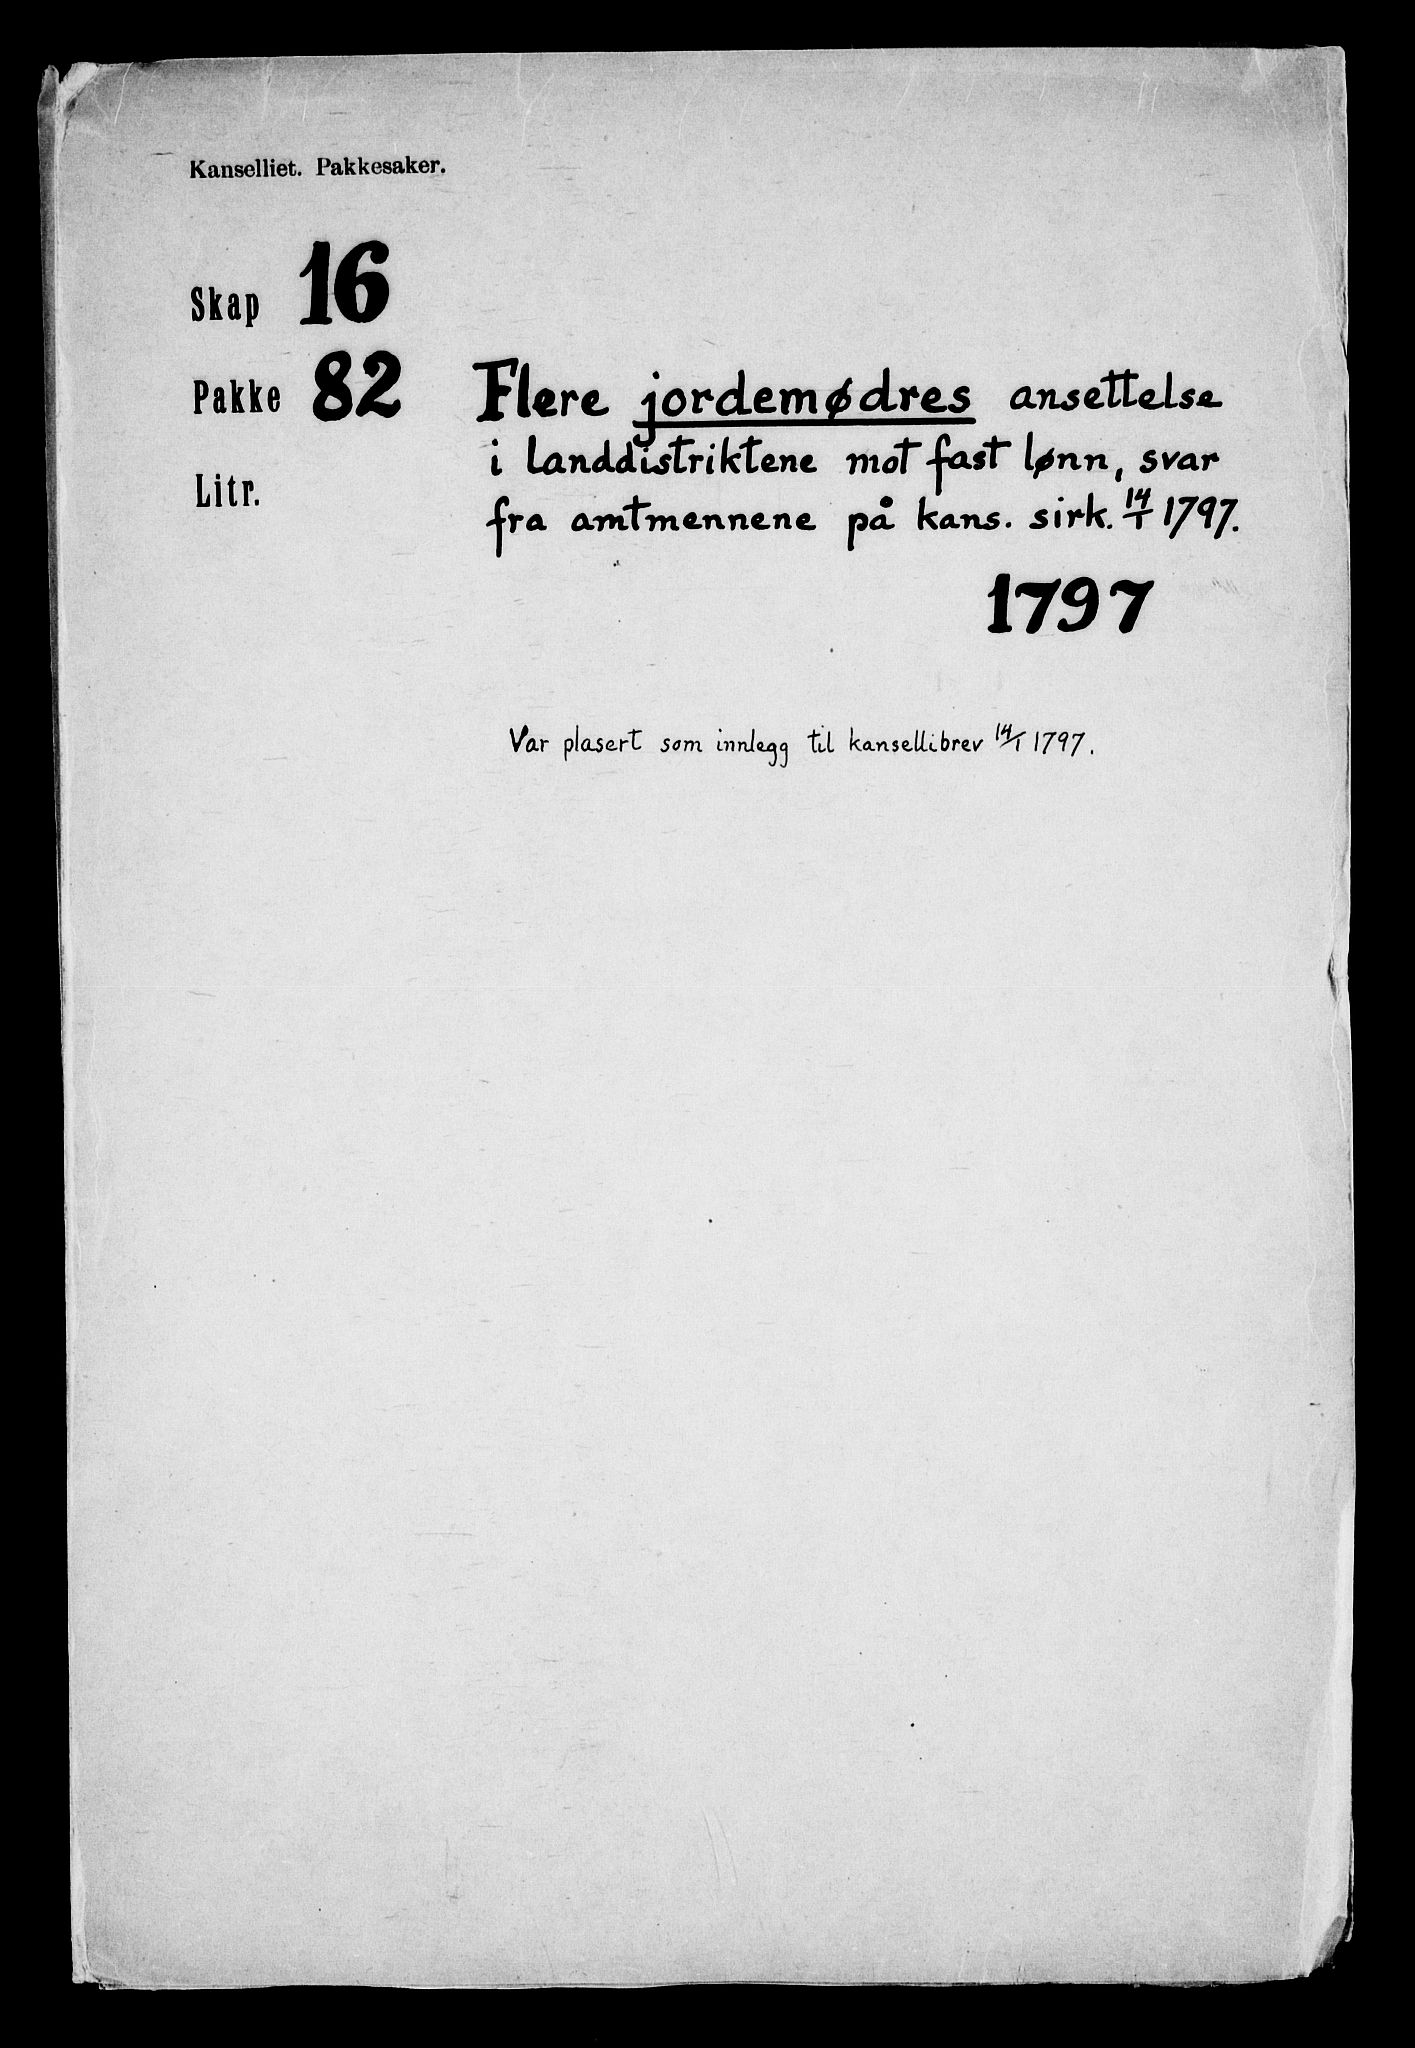 Kanselliet. Pakkesaker.
Skap 16
Pakke 82
Litr.
Flere jordemødres ansettelse
i landdistriktene mot fast lønn, svar
fra amtmennene på kans. sirk. 14/1 1797.
1797
Var plasert som innlegg til kansellibrev 14/1 1797.